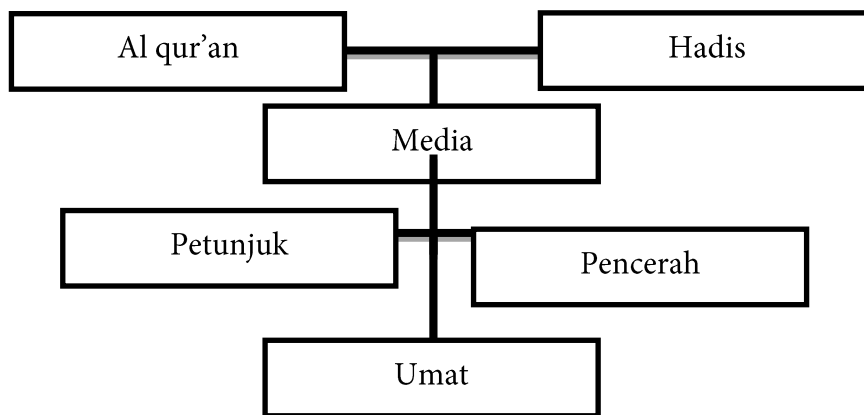 Al qur’an
Hadis
Media
Petunjuk
Pencerah
Umat